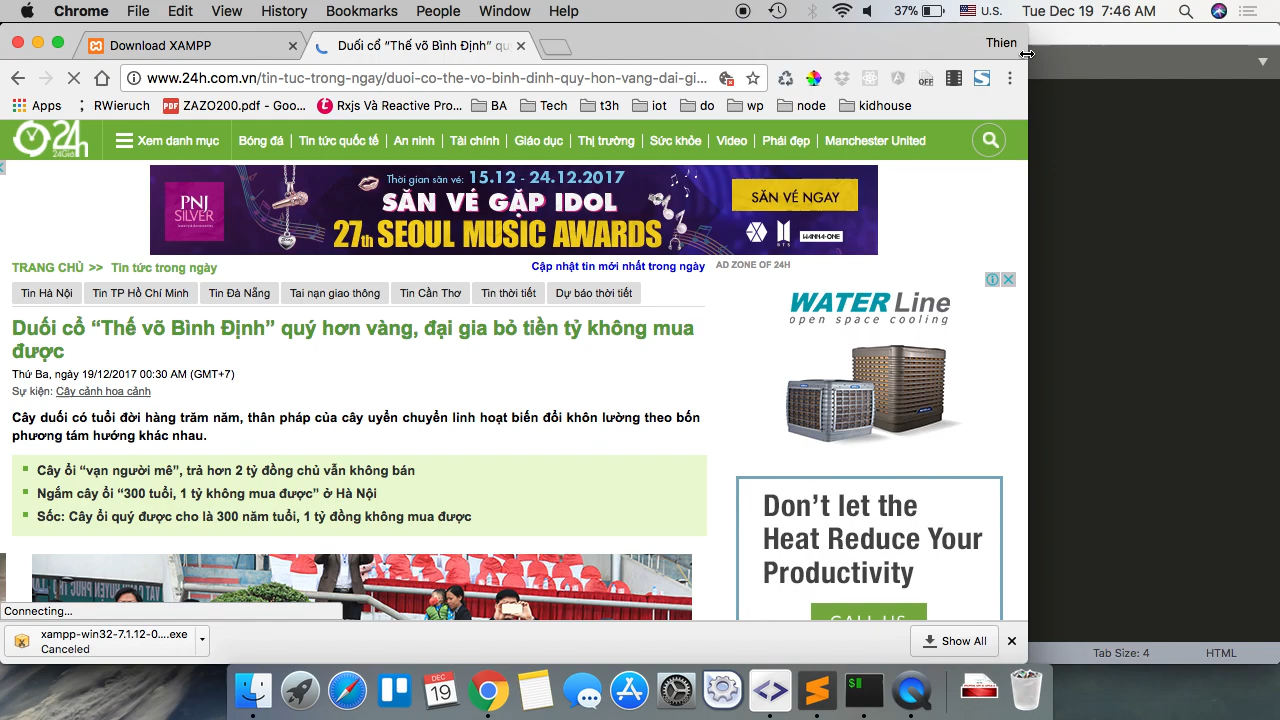 Chrome File Edit View History Bookmarks People Window Help 37% U.S. Tue Dec 19 7:46 AM
Download XAMPP
Duối cổ “Thế võ Bình Định” qu
Thien
www.24h.com.vn/tin-tuc-trong-ngay/duoi-co-the-vo-binh-dinh-quy-hon-vang-dai-gi...
OFF
Apps
RWieruch
ZAZO200.pdf - Goo...
Rxjs Và Reactive Pro...
BA
Tech
t3h
iot
do
wp
node
kidhouse
24h
24Giờ
Xem danh mục
Bóng đá | Tin tức quốc tế | An ninh | Tài chính | Giáo dục | Thị trường | Sức khỏe | Video | Phái đẹp | Manchester United
PNJ
SILVER
Thời gian săn vé: 15.12 - 24.12.2017
SĂN VÉ GẶP IDOL
27th SEOUL MUSIC AWARDS
SĂN VÉ NGAY
BTS
WANNA·ONE
TRANG CHỦ >> Tin tức trong ngày
Cập nhật tin mới nhất trong ngày
AD ZONE OF 24H
Tin Hà Nội
Tin TP Hồ Chí Minh
Tin Đà Nẵng
Tai nạn giao thông
Tin Cần Thơ
Tin thời tiết
Dự báo thời tiết
Duối cổ “Thế võ Bình Định” quý hơn vàng, đại gia bỏ tiền tỷ không mua
được
Thứ Ba, ngày 19/12/2017 00:30 AM (GMT+7)
Sự kiện: Cây cảnh hoa cảnh
Cây duối có tuổi đời hàng trăm năm, thân pháp của cây uyển chuyển linh hoạt biến đổi khôn lường theo bốn
phương tám hướng khác nhau.
Cây ổi “vạn người mê”, trả hơn 2 tỷ đồng chủ vẫn không bán
Ngắm cây ổi “300 tuổi, 1 tỷ không mua được” ở Hà Nội
Sốc: Cây ổi quý được cho là 300 năm tuổi, 1 tỷ đồng không mua được
WATER Line
open space cooling
Don’t let the
Heat Reduce Your
Productivity
CALL US
Connecting...
xampp-win32-7.1.12-0....exe
Canceled
Show All
Tab Size: 4
HTML
DEC
19
$